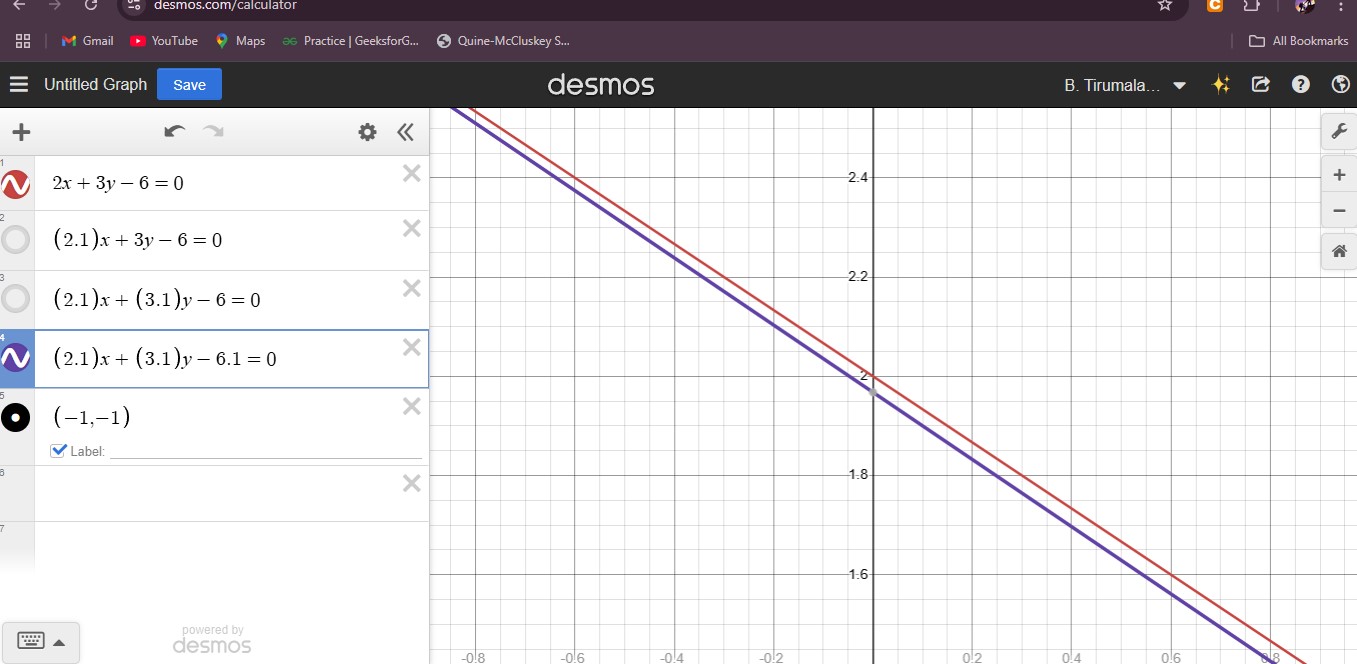 desmos.com/calculator
Gmail YouTube Maps Practice | GeeksforG... Quine-McCluskey S... All Bookmarks
Untitled Graph Save desmos B. Tirumala...
1 2x + 3y − 6 = 0
2 (2.1)x + 3y − 6 = 0
3 (2.1)x + (3.1)y − 6 = 0
4 (2.1)x + (3.1)y − 6.1 = 0
5 (−1,−1)
Label:
6
7
powered by
desmos
2.4
2.2
2
1.8
1.6
-0.8 -0.6 -0.4 -0.2 0.2 0.4 0.6 0.8